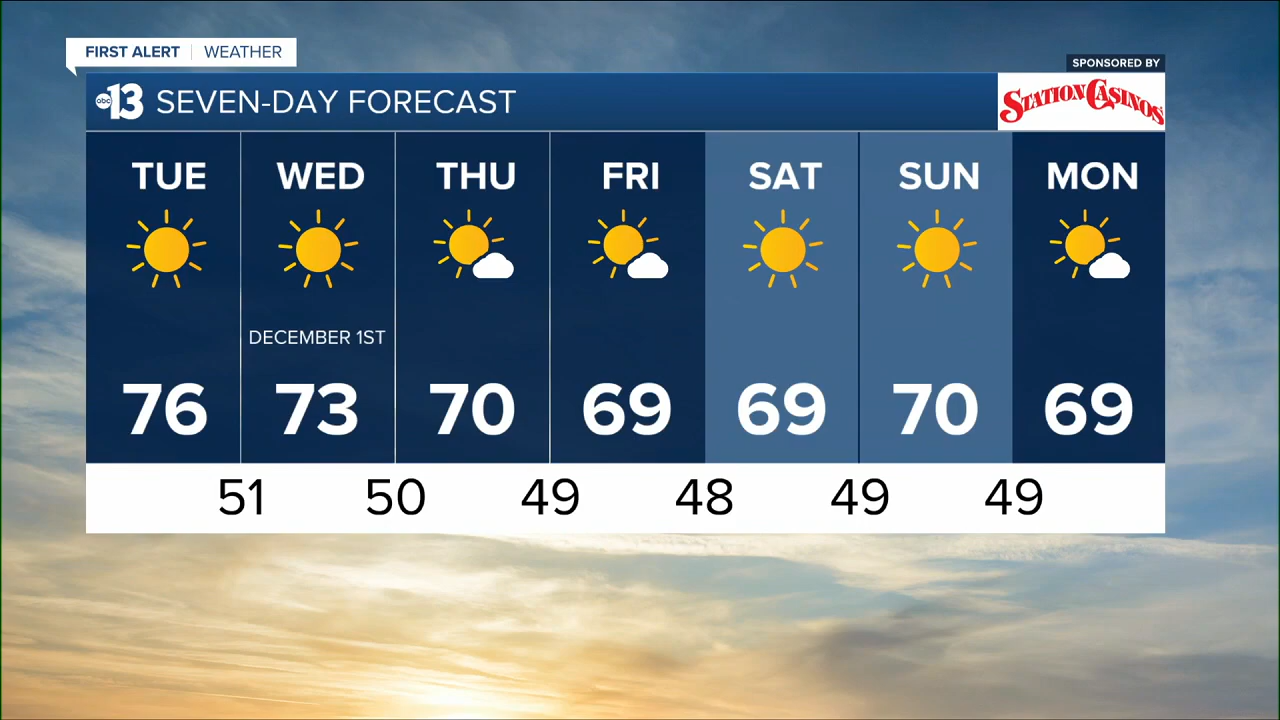 FIRST ALERT WEATHER
SPONSORED BY
abc 13 SEVEN-DAY FORECAST
STATION CASINOS
TUE WED THU FRI SAT SUN MON
DECEMBER 1ST
76 73 70 69 69 70 69
51 50 49 48 49 49